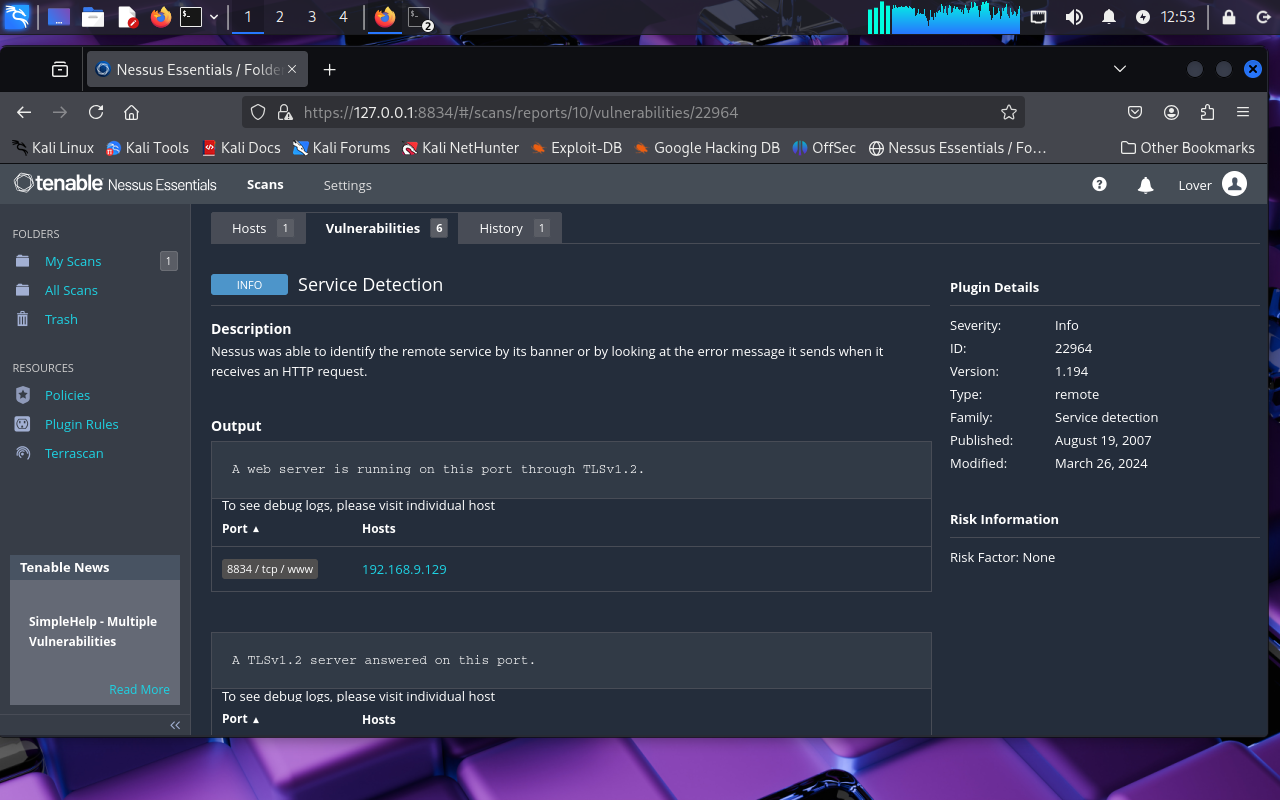 1
2
3
4
2
12:53
Nessus Essentials / Folde
https://127.0.0.1:8834/#/scans/reports/10/vulnerabilities/22964
Kali Linux
Kali Tools
Kali Docs
Kali Forums
Kali NetHunter
Exploit-DB
Google Hacking DB
OffSec
Nessus Essentials / Fo…
Other Bookmarks
tenable Nessus Essentials
Scans
Settings
Lover
FOLDERS
My Scans 1
All Scans
Trash
RESOURCES
Policies
Plugin Rules
Terrascan
Tenable News
SimpleHelp - Multiple
Vulnerabilities
Read More
Hosts 1
Vulnerabilities 6
History 1
INFO Service Detection
Description
Nessus was able to identify the remote service by its banner or by looking at the error message it sends when it
receives an HTTP request.
Output
A web server is running on this port through TLSv1.2.
To see debug logs, please visit individual host
Port ▲ Hosts
8834 / tcp / www 192.168.9.129
A TLSv1.2 server answered on this port.
To see debug logs, please visit individual host
Port ▲ Hosts
Plugin Details
Severity: Info
ID: 22964
Version: 1.194
Type: remote
Family: Service detection
Published: August 19, 2007
Modified: March 26, 2024
Risk Information
Risk Factor: None